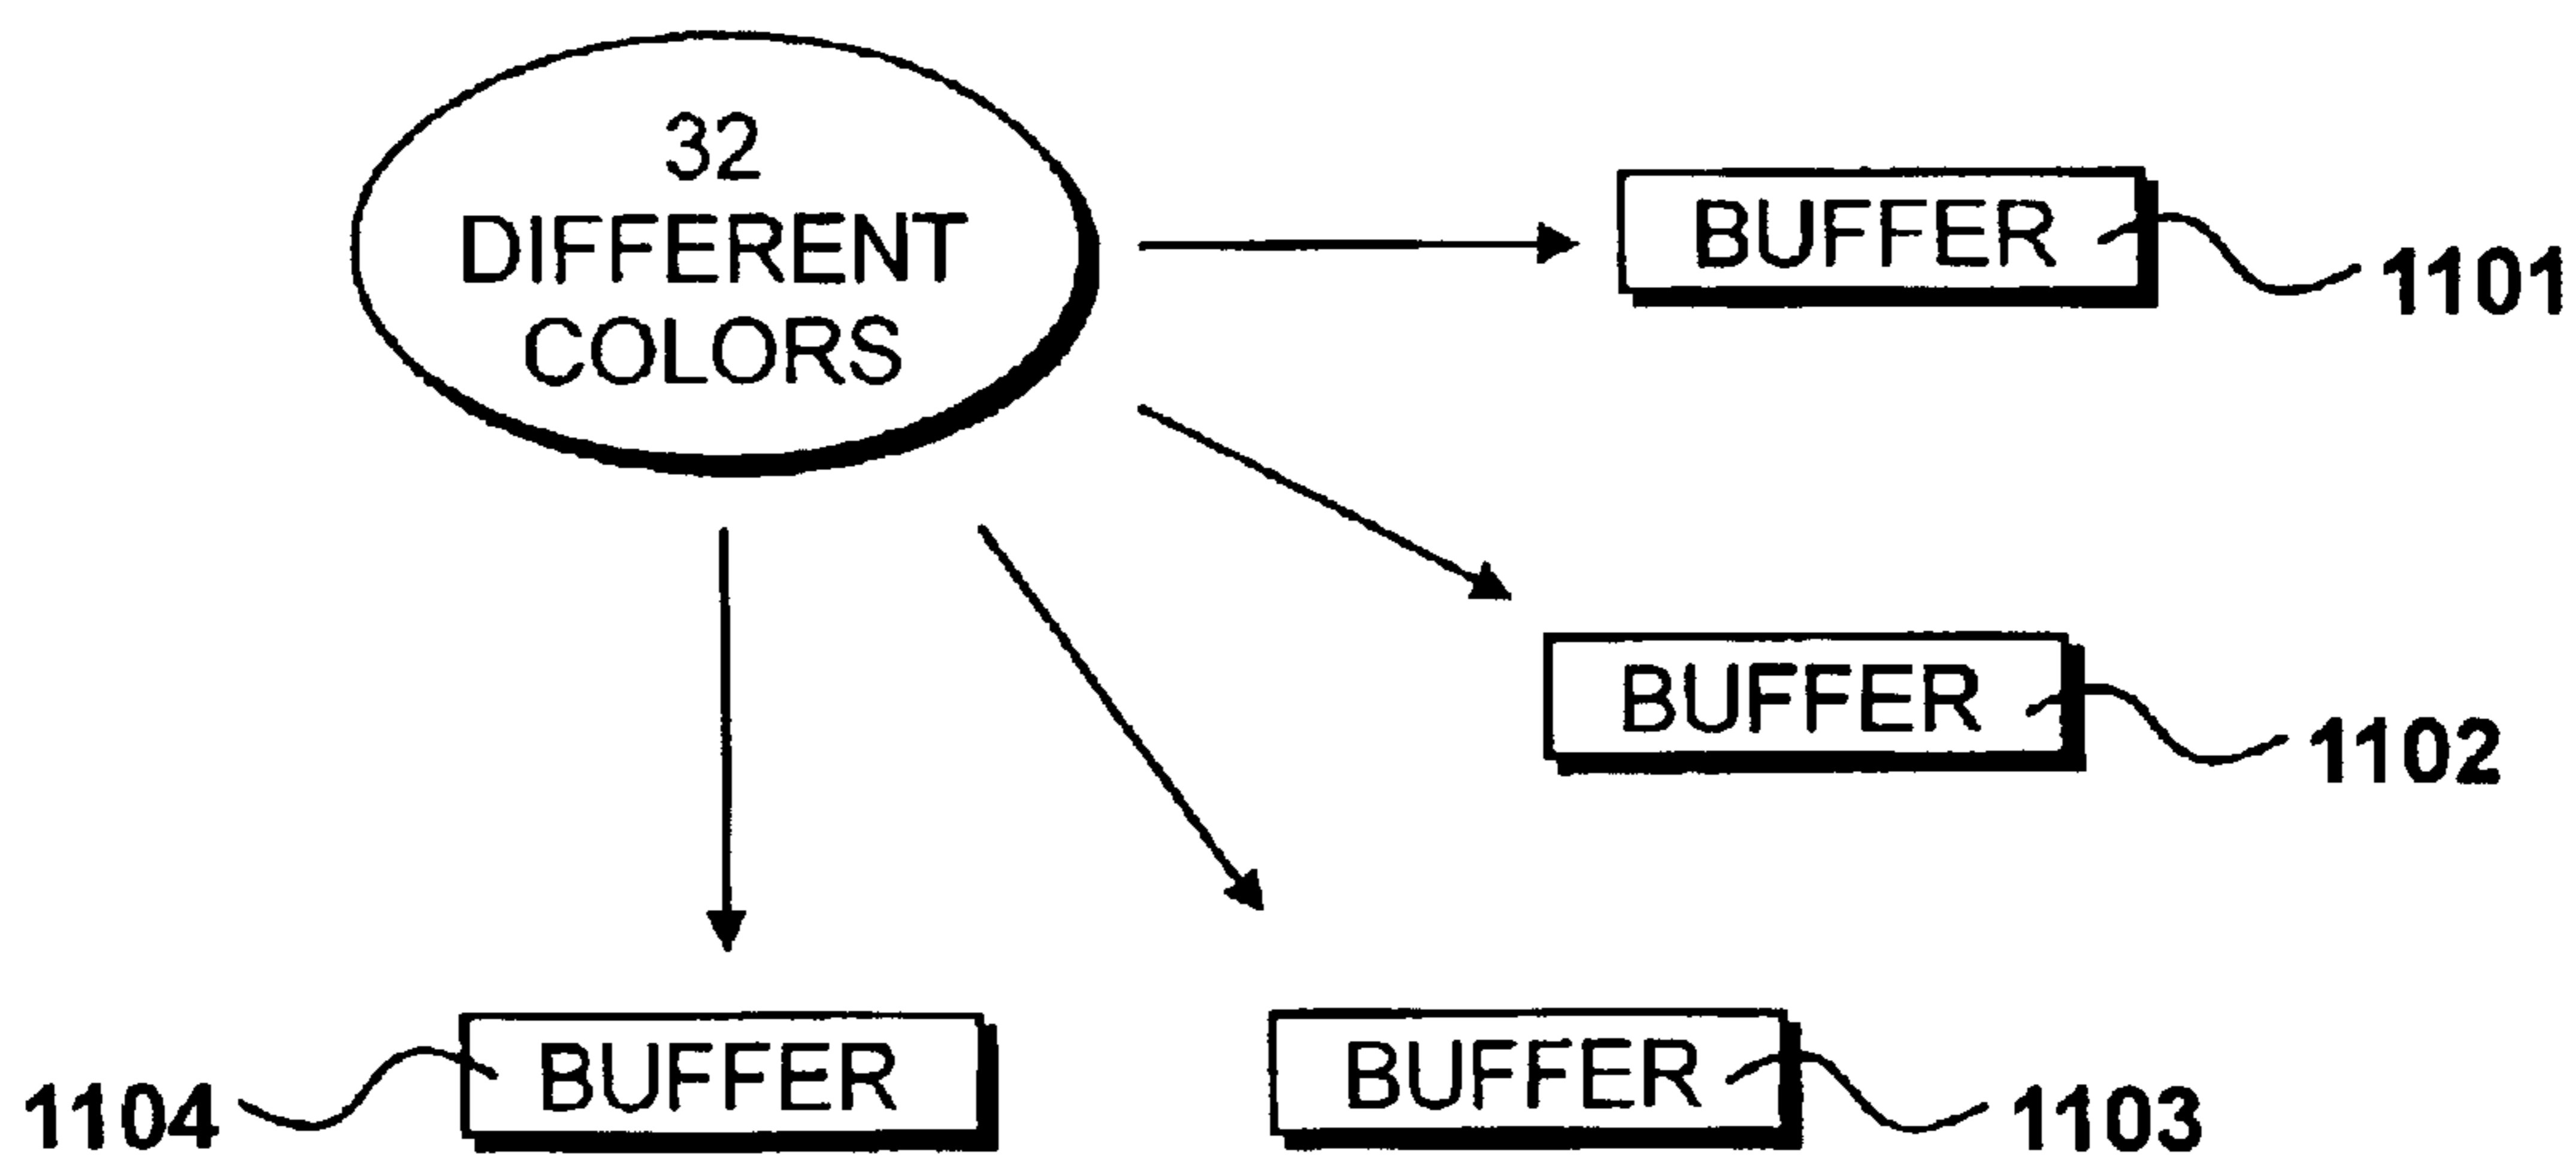 32
DIFFERENT
COLORS
BUFFER
1101
BUFFER
1102
BUFFER
1103
BUFFER
1104